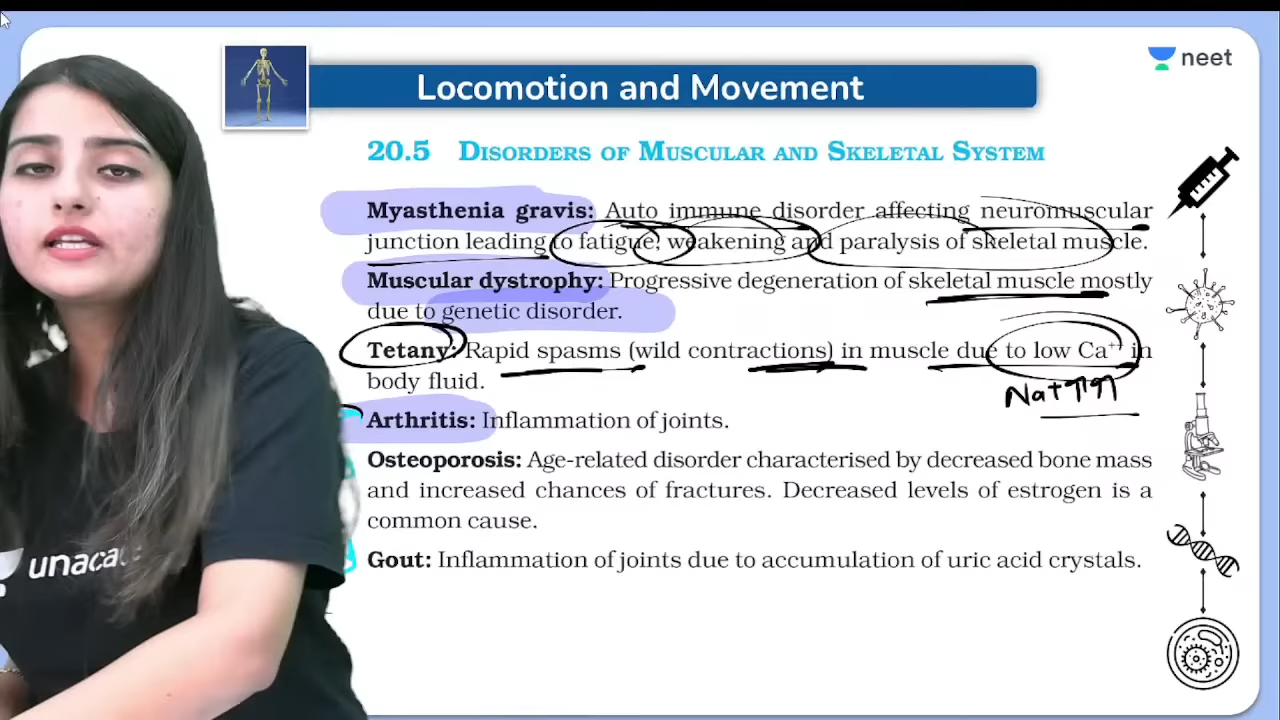 neet
Locomotion and Movement
20.5 DISORDERS OF MUSCULAR AND SKELETAL SYSTEM
Myasthenia gravis: Auto immune disorder affecting neuromuscular
junction leading to fatigue, weakening and paralysis of skeletal muscle.
Muscular dystrophy: Progressive degeneration of skeletal muscle mostly
due to genetic disorder.
Tetany: Rapid spasms (wild contractions) in muscle due to low Ca⁺⁺ in
body fluid.
Na+↑↑
Arthritis: Inflammation of joints.
Osteoporosis: Age-related disorder characterised by decreased bone mass
and increased chances of fractures. Decreased levels of estrogen is a
common cause.
Gout: Inflammation of joints due to accumulation of uric acid crystals.